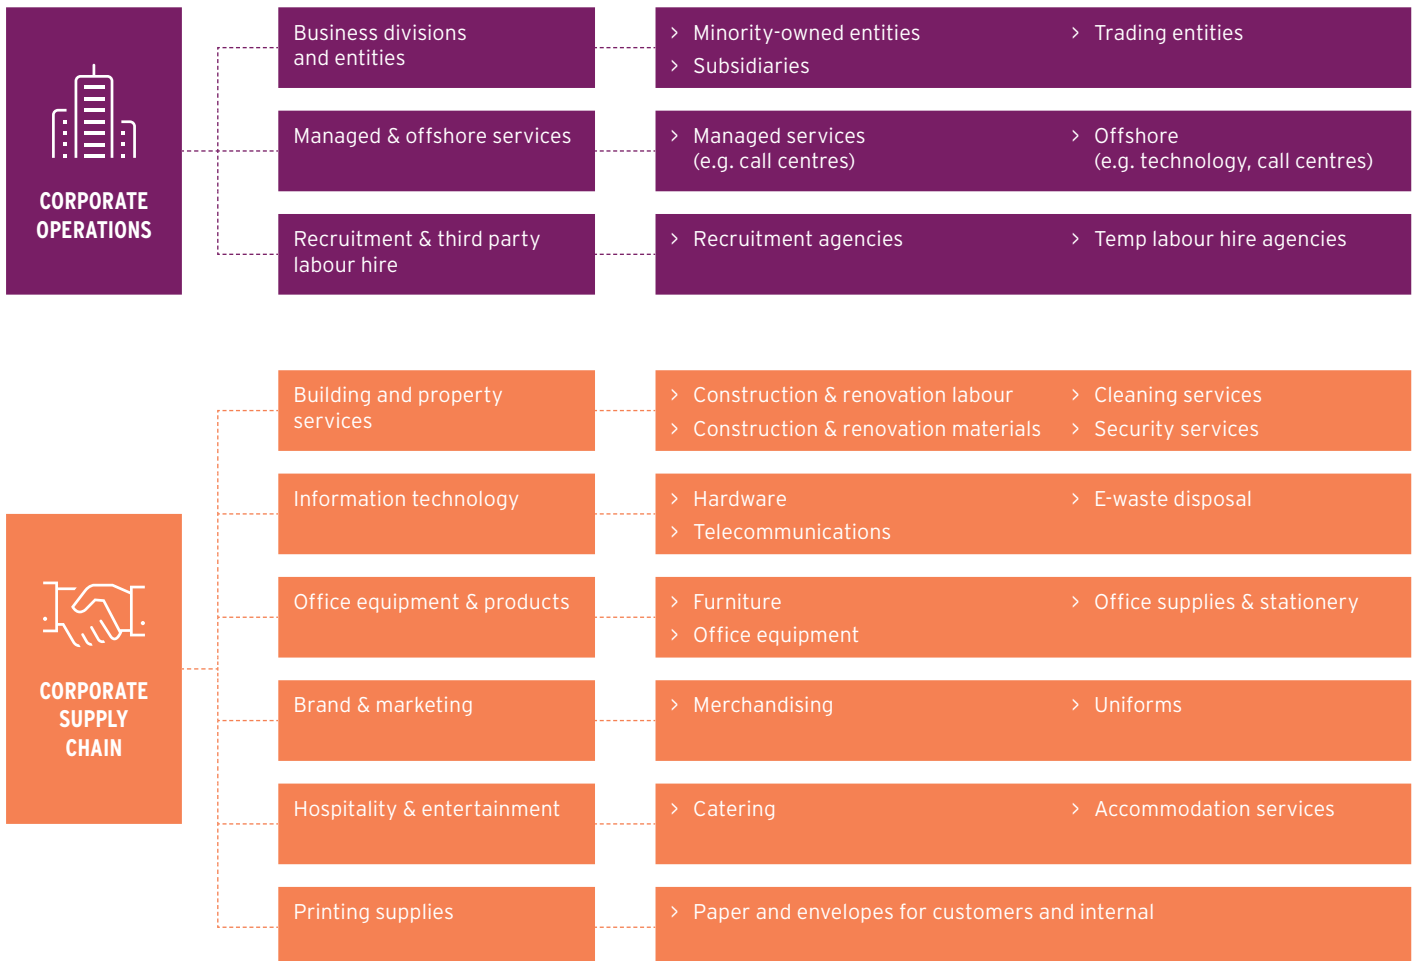 CORPORATE
OPERATIONS
Business divisions
and entities
> Minority-owned entities
> Subsidiaries
> Trading entities
Managed & offshore services
> Managed services
(e.g. call centres)
> Offshore
(e.g. technology, call centres)
Recruitment & third party
labour hire
> Recruitment agencies
> Temp labour hire agencies
CORPORATE
SUPPLY
CHAIN
Building and property
services
> Construction & renovation labour
> Construction & renovation materials
> Cleaning services
> Security services
Information technology
> Hardware
> Telecommunications
> E-waste disposal
Office equipment & products
> Furniture
> Office equipment
> Office supplies & stationery
Brand & marketing
> Merchandising
> Uniforms
Hospitality & entertainment
> Catering
> Accommodation services
Printing supplies
> Paper and envelopes for customers and internal